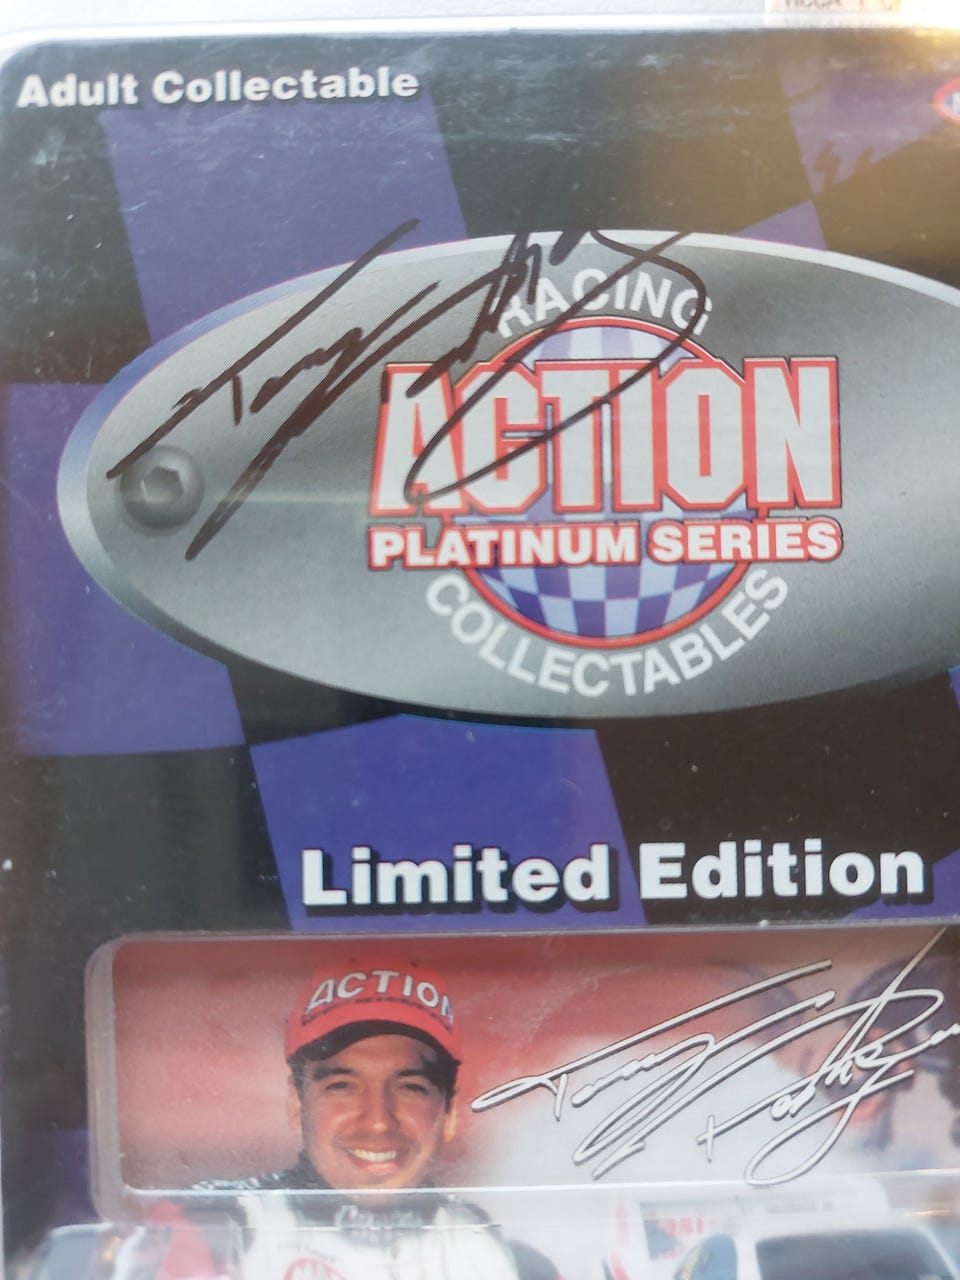 Adult Collectable
RACING
ACTION
PLATINUM SERIES
COLLECTABLES
Limited Edition
ACTION